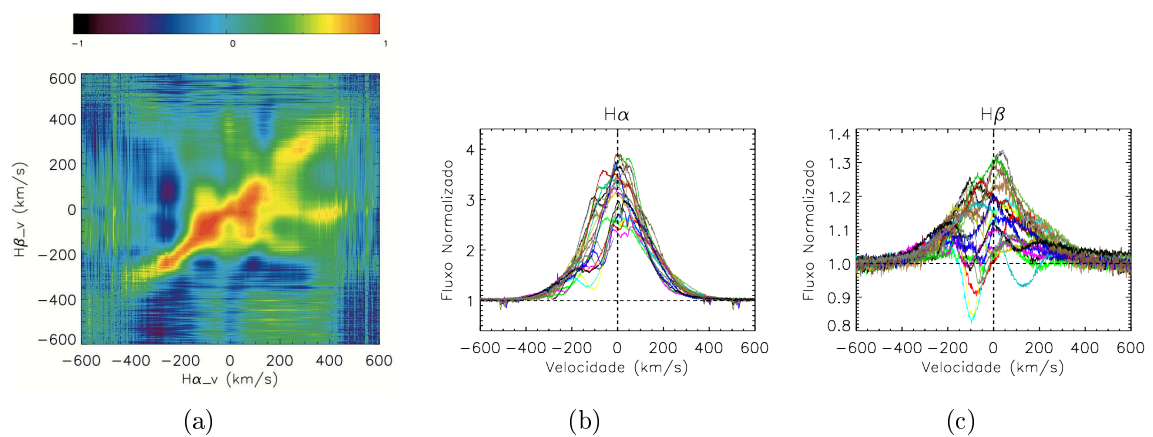 −1 0 1
600
400
200
0
−200
−400
−600
Hβ_v (km/s)
−600 −400 −200 0 200 400 600
Hα_v (km/s)
(a)
Hα
4
3
2
1
Fluxo Normalizado
−600 −400 −200 0 200 400 600
Velocidade (km/s)
(b)
Hβ
1.4
1.3
1.2
1.1
1.0
0.9
0.8
Fluxo Normalizado
−600 −400 −200 0 200 400 600
Velocidade (km/s)
(c)